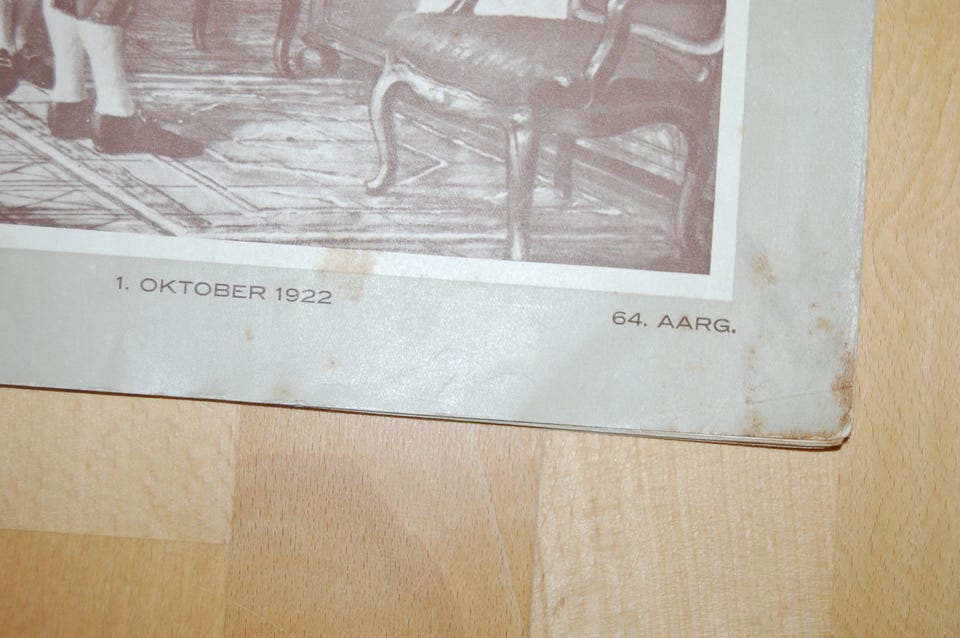 1. OKTOBER 1922
64. AARG.